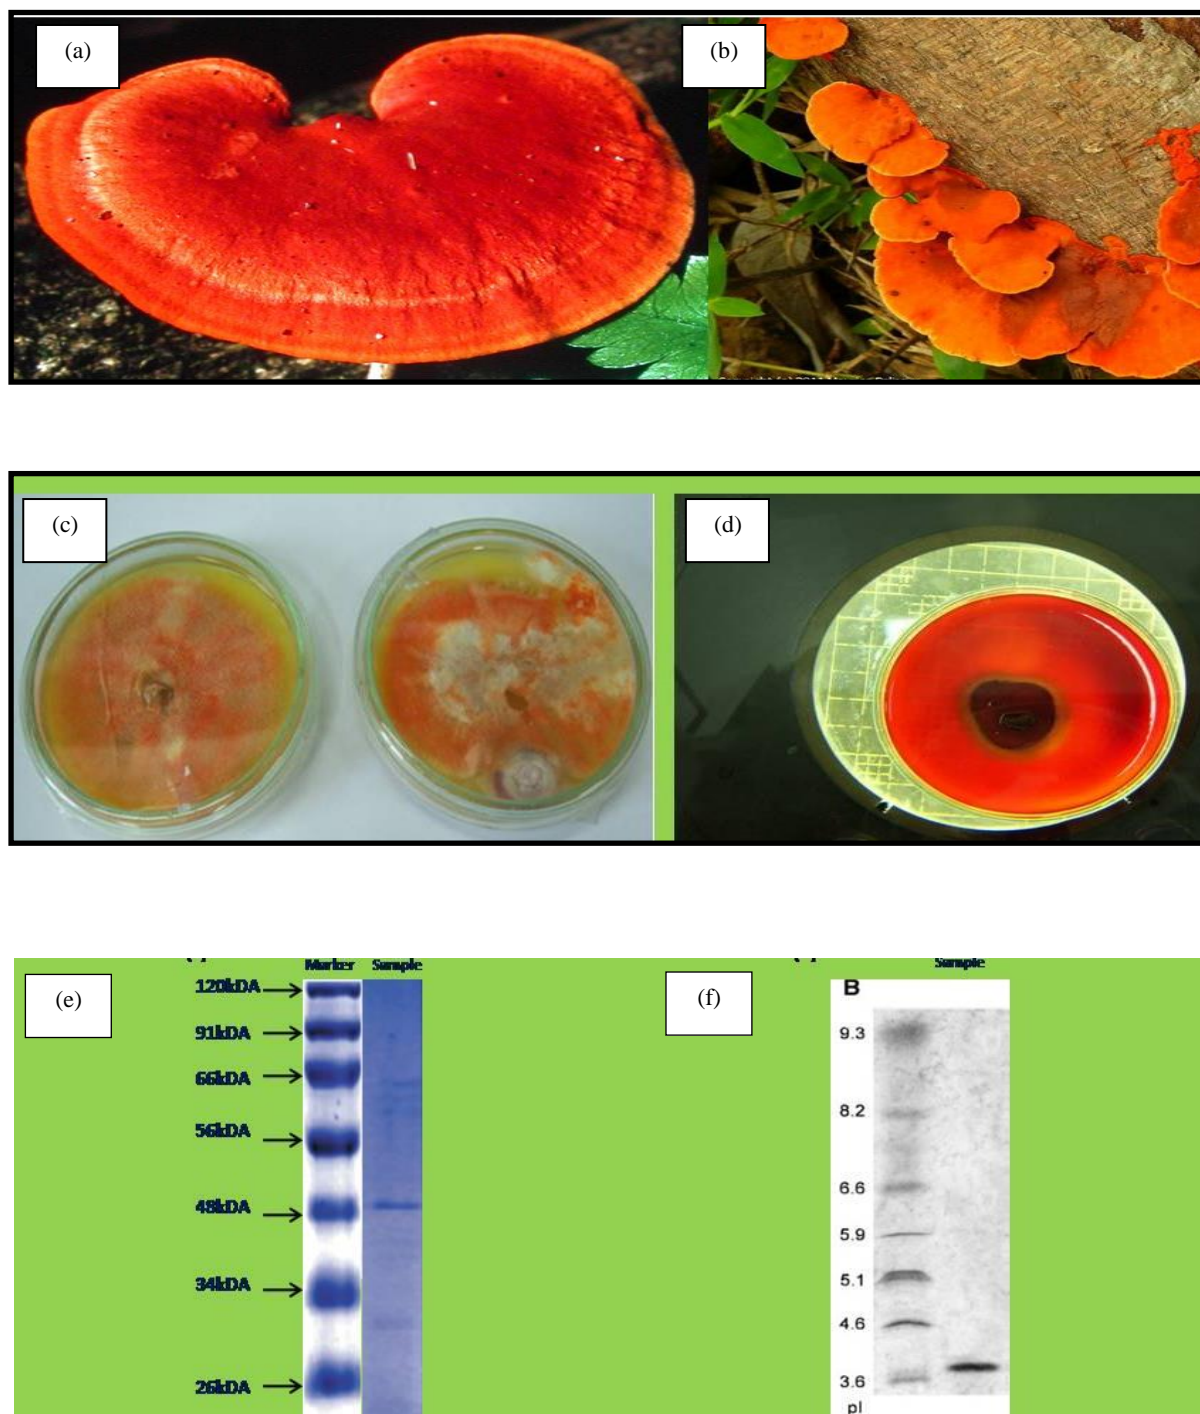 (a)
(b)
(c)
(d)
(e)
Marker Sample
120kDA
91kDA
66kDA
56kDA
48kDA
34kDA
26kDA
(f)
Sample
B
9.3
8.2
6.6
5.9
5.1
4.6
3.6
pI